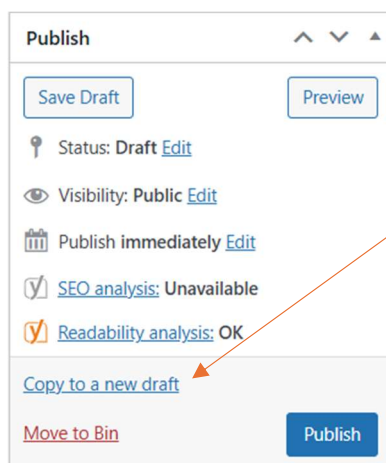 Publish
Save Draft Preview
Status: Draft Edit
Visibility: Public Edit
Publish immediately Edit
SEO analysis: Unavailable
Readability analysis: OK
Copy to a new draft
Move to Bin Publish